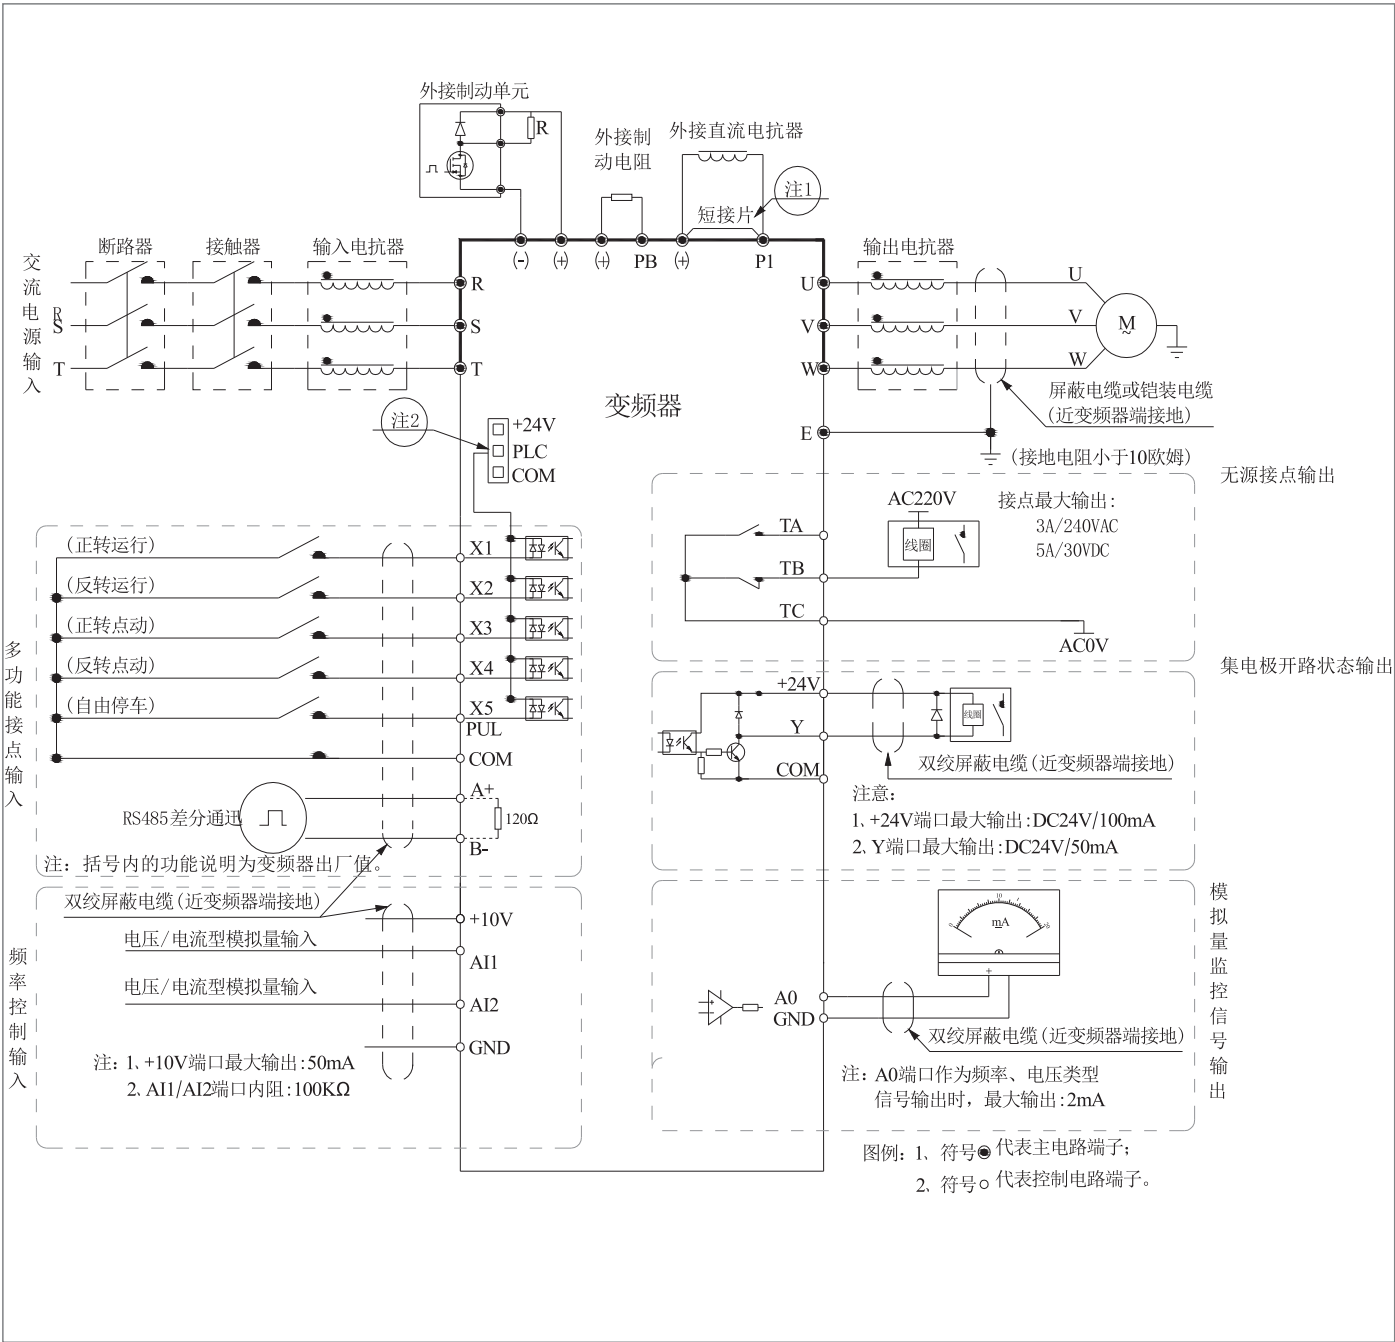 外接制动单元
R
外接制
动电阻
外接直流电抗器
注1
短接片
断路器
接触器
输入电抗器
输出电抗器
(-)
(+)
(+)
PB
(+)
P1
交流电源输入
R
S
T
R
S
T
U
V
W
U
V
W
M
~
变频器
屏蔽电缆或铠装电缆
(近变频器端接地)
E
(接地电阻小于10欧姆)
注2
+24V
PLC
COM
无源接点输出
TA
TB
TC
AC220V
线圈
接点最大输出:
3A/240VAC
5A/30VDC
AC0V
多功能接点输入
(正转运行)
X1
(反转运行)
X2
(正转点动)
X3
(反转点动)
X4
(自由停车)
X5
PUL
COM
A+
RS485差分通迅
120Ω
B-
注：括号内的功能说明为变频器出厂值。
集电极开路状态输出
+24V
Y
COM
线圈
双绞屏蔽电缆(近变频器端接地)
注意：
1、+24V端口最大输出:DC24V/100mA
2、Y端口最大输出:DC24V/50mA
频率控制输入
双绞屏蔽电缆(近变频器端接地)
+10V
电压/电流型模拟量输入
AI1
电压/电流型模拟量输入
AI2
GND
注：1、+10V端口最大输出:50mA
2、AI1/AI2端口内阻:100KΩ
模拟量监控信号输出
0
10
20
mA
+
A0
GND
双绞屏蔽电缆(近变频器端接地)
注：A0端口作为频率、电压类型
信号输出时，最大输出:2mA
图例：1、符号 代表主电路端子;
2、符号 代表控制电路端子。